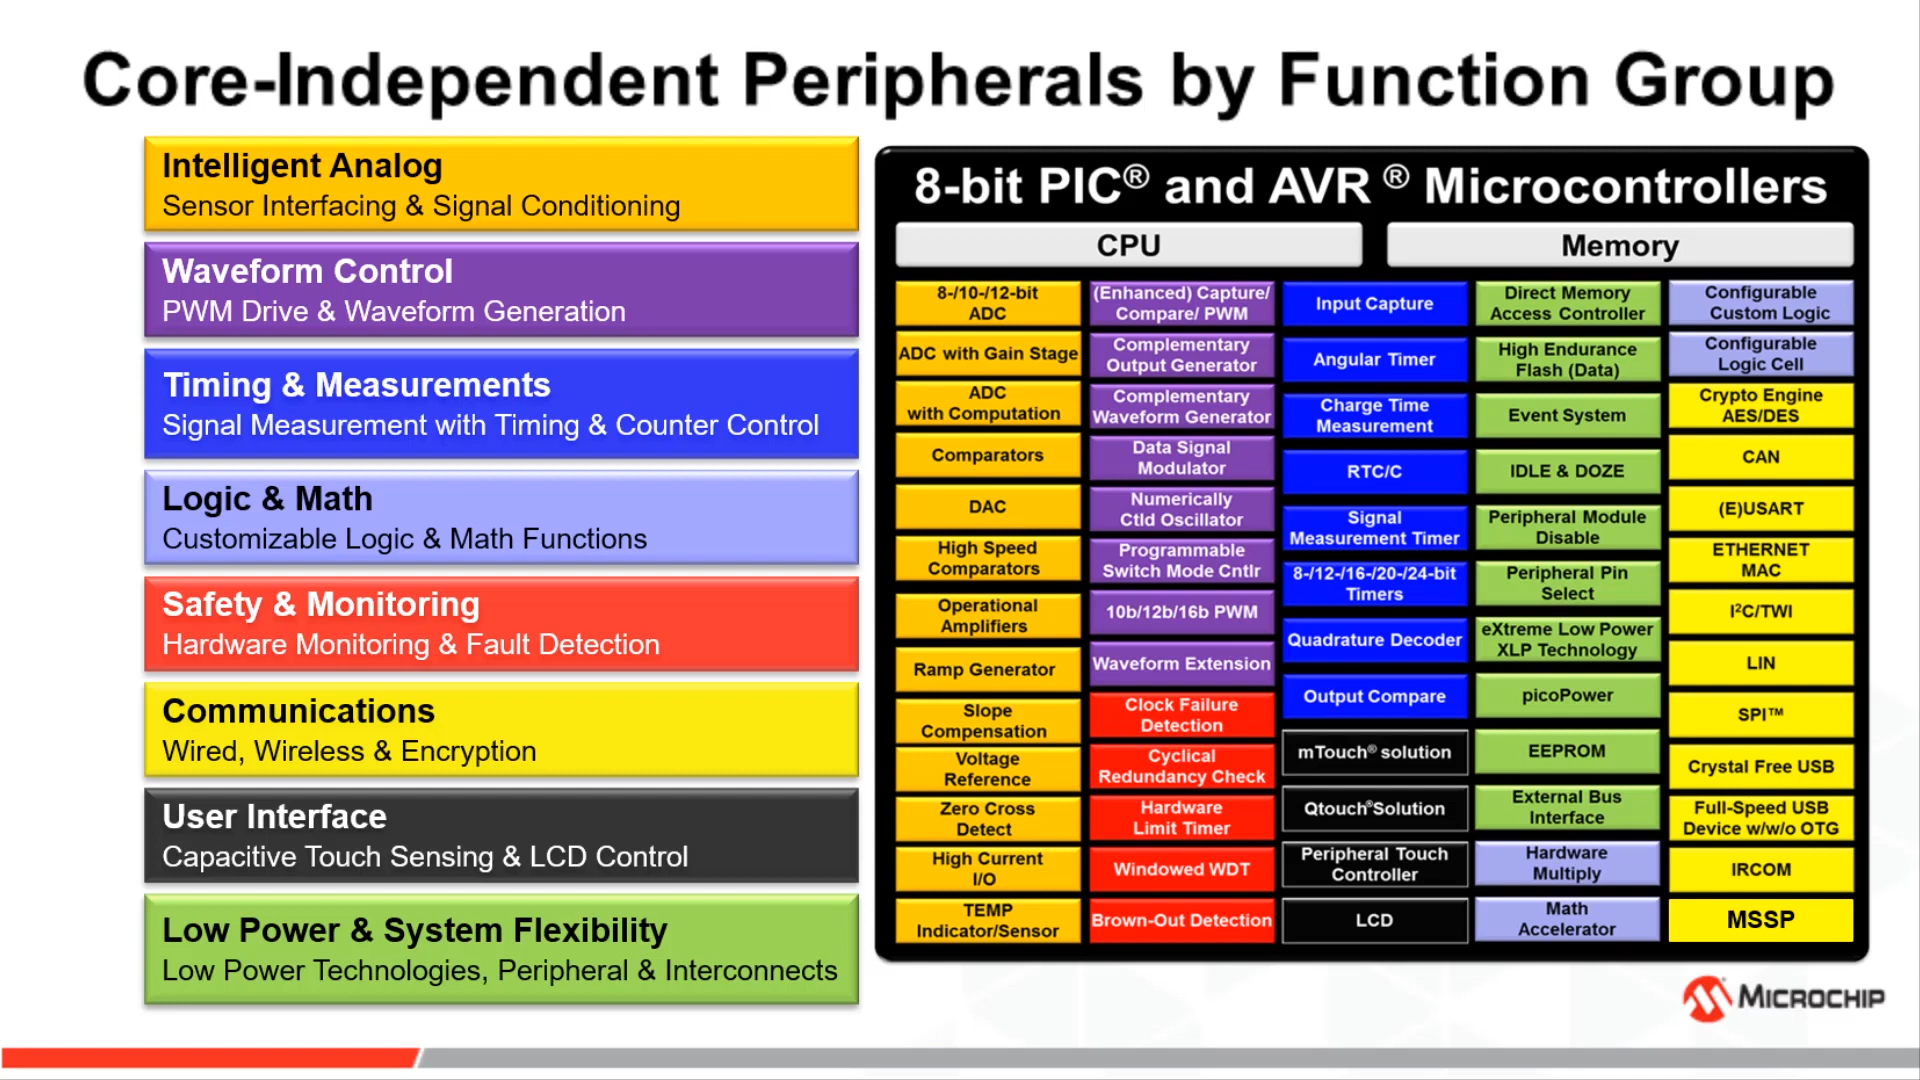 Core-Independent Peripherals by Function Group
Intelligent Analog
Sensor Interfacing & Signal Conditioning
Waveform Control
PWM Drive & Waveform Generation
Timing & Measurements
Signal Measurement with Timing & Counter Control
Logic & Math
Customizable Logic & Math Functions
Safety & Monitoring
Hardware Monitoring & Fault Detection
Communications
Wired, Wireless & Encryption
User Interface
Capacitive Touch Sensing & LCD Control
Low Power & System Flexibility
Low Power Technologies, Peripheral & Interconnects
8-bit PIC® and AVR ® Microcontrollers
CPU
Memory
8-/10-/12-bit
ADC
ADC with Gain Stage
ADC
with Computation
Comparators
DAC
High Speed
Comparators
Operational
Amplifiers
Ramp Generator
Slope
Compensation
Voltage
Reference
Zero Cross
Detect
High Current
I/O
TEMP
Indicator/Sensor
(Enhanced) Capture/
Compare/ PWM
Complementary
Output Generator
Complementary
Waveform Generator
Data Signal
Modulator
Numerically
Ctld Oscillator
Programmable
Switch Mode Cntlr
10b/12b/16b PWM
Waveform Extension
Clock Failure
Detection
Cyclical
Redundancy Check
Hardware
Limit Timer
Windowed WDT
Brown-Out Detection
Input Capture
Angular Timer
Charge Time
Measurement
RTC/C
Signal
Measurement Timer
8-/12-/16-/20-/24-bit
Timers
Quadrature Decoder
Output Compare
mTouch® solution
Qtouch®Solution
Peripheral Touch
Controller
LCD
Direct Memory
Access Controller
High Endurance
Flash (Data)
Event System
IDLE & DOZE
Peripheral Module
Disable
Peripheral Pin
Select
eXtreme Low Power
XLP Technology
picoPower
EEPROM
External Bus
Interface
Hardware
Multiply
Math
Accelerator
Configurable
Custom Logic
Configurable
Logic Cell
Crypto Engine
AES/DES
CAN
(E)USART
ETHERNET
MAC
I²C/TWI
LIN
SPI™
Crystal Free USB
Full-Speed USB
Device w/w/o OTG
IRCOM
MSSP
MICROCHIP